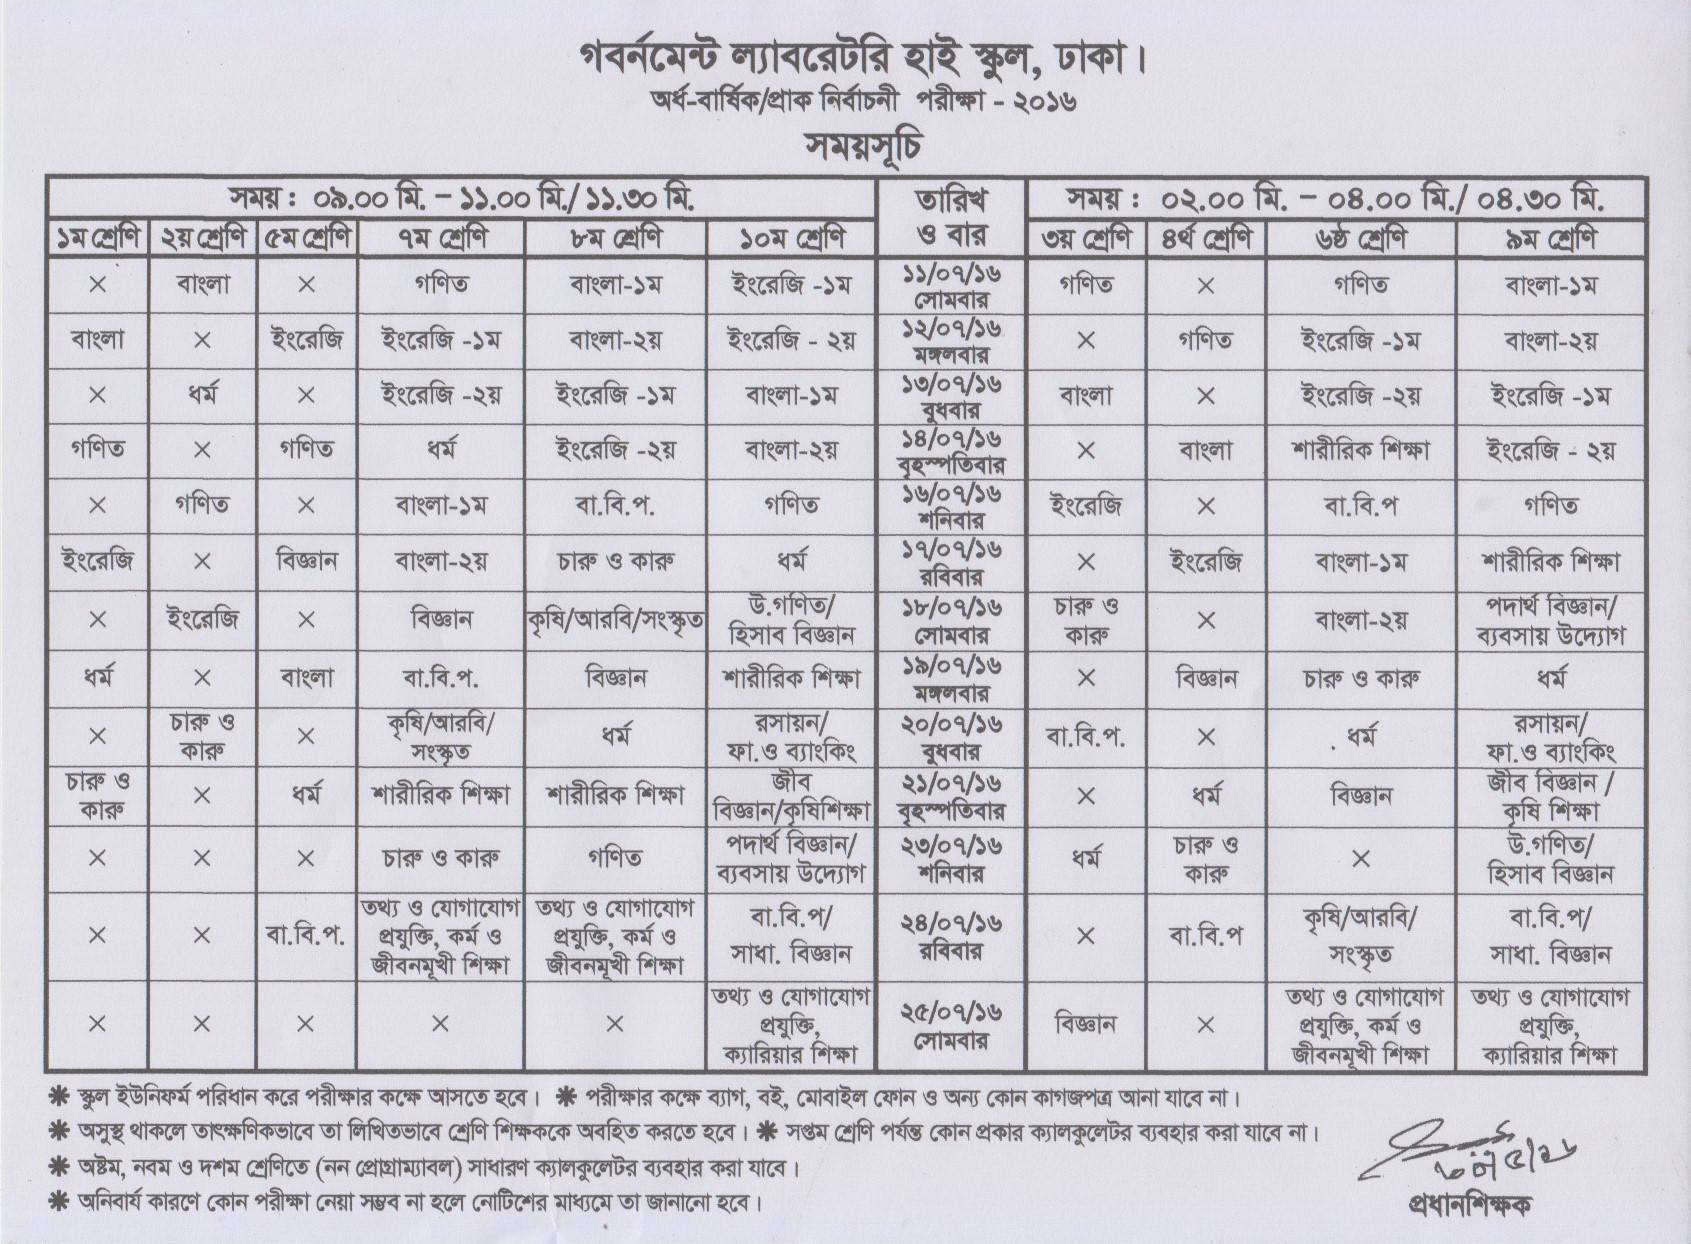 গবর্নমেন্ট ল্যাবরেটরি হাই স্কুল, ঢাকা।
অর্ধ-বার্ষিক/প্রাক নির্বাচনী পরীক্ষা - ২০১৬
সময়সূচি
সময় : ০৯.০০ মি. – ১১.০০ মি./ ১১.৩০ মি. তারিখ ও বার সময় : ০২.০০ মি. – ০৪.০০ মি./ ০৪.৩০ মি.
১ম শ্রেণি ২য় শ্রেণি ৫ম শ্রেণি ৭ম শ্রেণি ৮ম শ্রেণি ১০ম শ্রেণি ৩য় শ্রেণি ৪র্থ শ্রেণি ৬ষ্ঠ শ্রেণি ৯ম শ্রেণি
× বাংলা × গণিত বাংলা-১ম ইংরেজি -১ম ১১/০৭/১৬ সোমবার গণিত × গণিত বাংলা-১ম
বাংলা × ইংরেজি ইংরেজি -১ম বাংলা-২য় ইংরেজি - ২য় ১২/০৭/১৬ মঙ্গলবার × গণিত ইংরেজি -১ম বাংলা-২য়
× ধর্ম × ইংরেজি -২য় ইংরেজি -১ম বাংলা-১ম ১৩/০৭/১৬ বুধবার বাংলা × ইংরেজি -২য় ইংরেজি -১ম
গণিত × গণিত ধর্ম ইংরেজি -২য় বাংলা-২য় ১৪/০৭/১৬ বৃহস্পতিবার × বাংলা শারীরিক শিক্ষা ইংরেজি - ২য়
× গণিত × বাংলা-১ম বা.বি.প. গণিত ১৬/০৭/১৬ শনিবার ইংরেজি × বা.বি.প গণিত
ইংরেজি × বিজ্ঞান বাংলা-২য় চারু ও কারু ধর্ম ১৭/০৭/১৬ রবিবার × ইংরেজি বাংলা-১ম শারীরিক শিক্ষা
× ইংরেজি × বিজ্ঞান কৃষি/আরবি/সংস্কৃত উ.গণিত/ হিসাব বিজ্ঞান ১৮/০৭/১৬ সোমবার চারু ও কারু × বাংলা-২য় পদার্থ বিজ্ঞান/ ব্যবসায় উদ্যোগ
ধর্ম × বাংলা বা.বি.প. বিজ্ঞান শারীরিক শিক্ষা ১৯/০৭/১৬ মঙ্গলবার × বিজ্ঞান চারু ও কারু ধর্ম
× চারু ও কারু × কৃষি/আরবি/ সংস্কৃত ধর্ম রসায়ন/ ফা.ও ব্যাংকিং ২০/০৭/১৬ বুধবার বা.বি.প. × ধর্ম রসায়ন/ ফা.ও ব্যাংকিং
চারু ও কারু × ধর্ম শারীরিক শিক্ষা শারীরিক শিক্ষা জীব বিজ্ঞান/কৃষিশিক্ষা ২১/০৭/১৬ বৃহস্পতিবার × ধর্ম বিজ্ঞান জীব বিজ্ঞান / কৃষি শিক্ষা
× × × চারু ও কারু গণিত পদার্থ বিজ্ঞান/ ব্যবসায় উদ্যোগ ২৩/০৭/১৬ শনিবার ধর্ম চারু ও কারু × উ.গণিত/ হিসাব বিজ্ঞান
× × বা.বি.প. তথ্য ও যোগাযোগ প্রযুক্তি, কর্ম ও জীবনমূখী শিক্ষা তথ্য ও যোগাযোগ প্রযুক্তি, কর্ম ও জীবনমূখী শিক্ষা বা.বি.প/ সাধা. বিজ্ঞান ২৪/০৭/১৬ রবিবার × বা.বি.প কৃষি/আরবি/ সংস্কৃত বা.বি.প/ সাধা. বিজ্ঞান
× × × × × তথ্য ও যোগাযোগ প্রযুক্তি, ক্যারিয়ার শিক্ষা ২৫/০৭/১৬ সোমবার বিজ্ঞান × তথ্য ও যোগাযোগ প্রযুক্তি, কর্ম ও জীবনমূখী শিক্ষা তথ্য ও যোগাযোগ প্রযুক্তি, ক্যারিয়ার শিক্ষা
✱ স্কুল ইউনিফর্ম পরিধান করে পরীক্ষার কক্ষে আসতে হবে। ✱ পরীক্ষার কক্ষে ব্যাগ, বই, মোবাইল ফোন ও অন্য কোন কাগজপত্র আনা যাবে না।
✱ অসুস্থ থাকলে তাৎক্ষণিকভাবে তা লিখিতভাবে শ্রেণি শিক্ষককে অবহিত করতে হবে। ✱ সপ্তম শ্রেণি পর্যন্ত কোন প্রকার ক্যালকুলেটর ব্যবহার করা যাবে না।
✱ অষ্টম, নবম ও দশম শ্রেণিতে (নন প্রোগ্রাম্যাবল) সাধারণ ক্যালকুলেটর ব্যবহার করা যাবে।
✱ অনিবার্য কারণে কোন পরীক্ষা নেয়া সম্ভব না হলে নোটিশের মাধ্যমে তা জানানো হবে।
প্রধানশিক্ষক